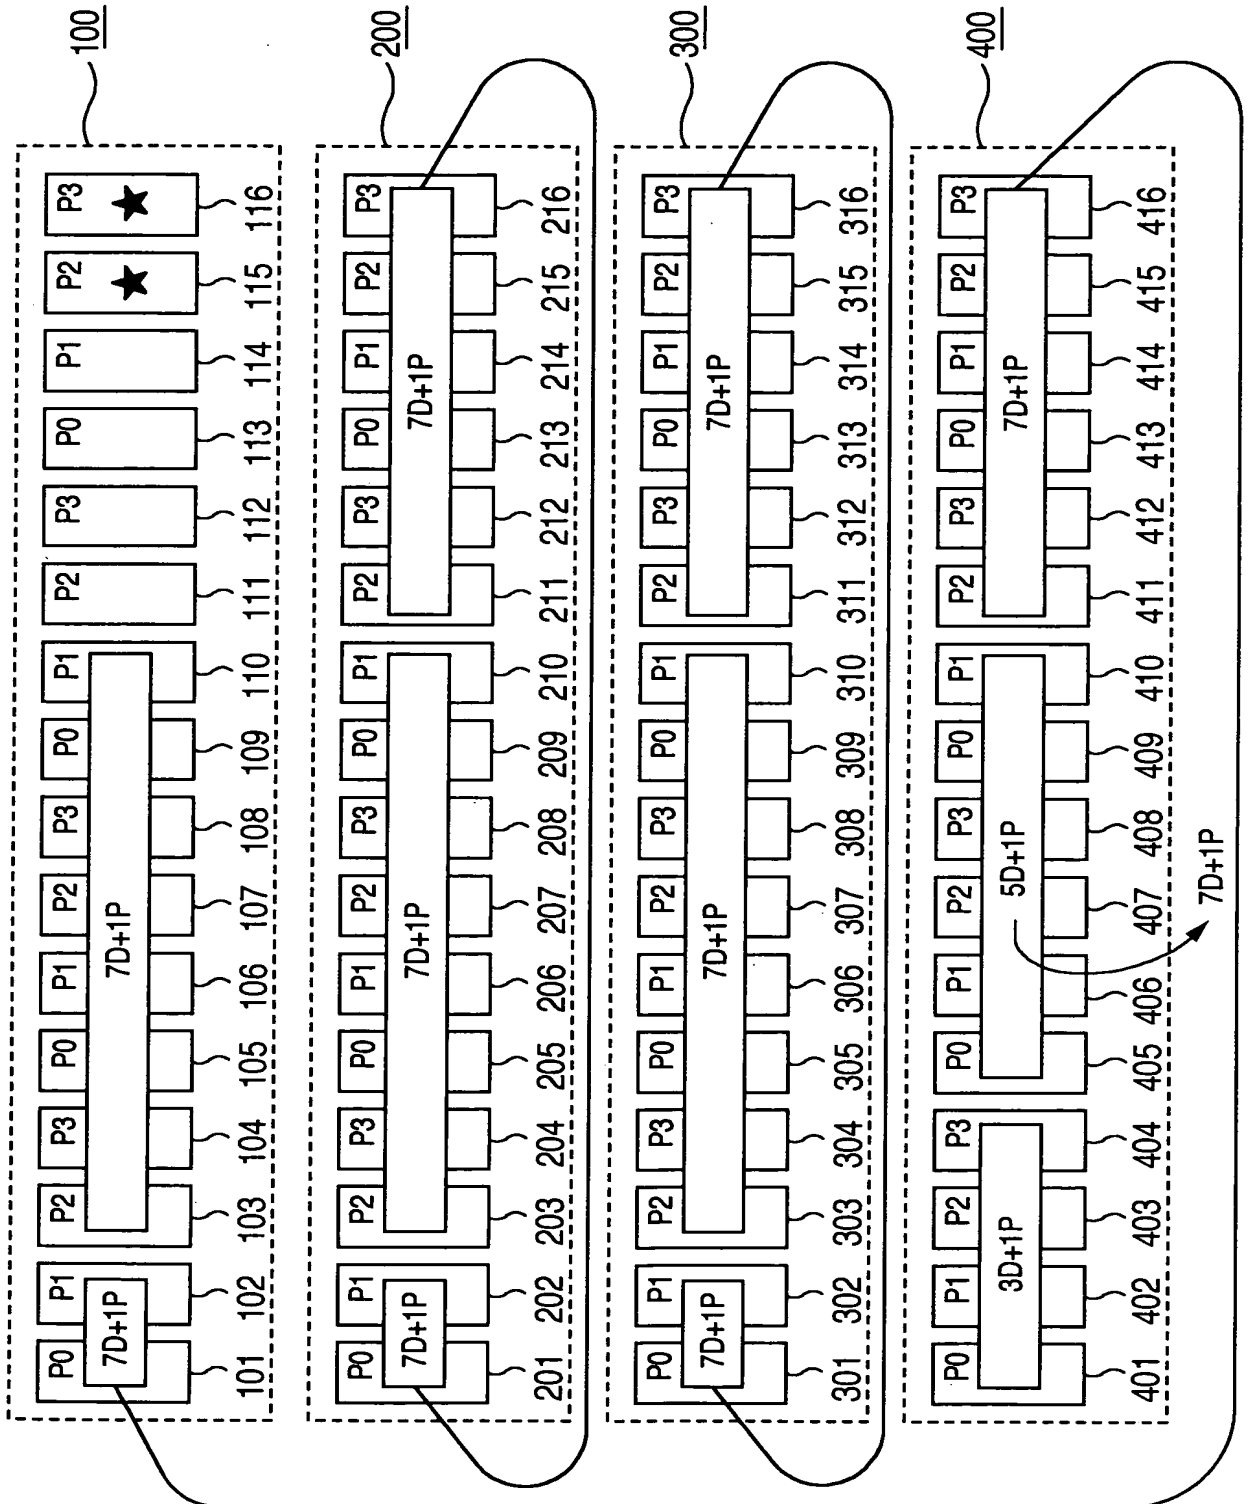 100
P0 P1 P2 P3 P0 P1 P2 P3 P0 P1 P2 P3 P0 P1 P2 P3
7D+1P 7D+1P
101 102 103 104 105 106 107 108 109 110 111 112 113 114 115 116
200
P0 P1 P2 P3 P0 P1 P2 P3 P0 P1 P2 P3 P0 P1 P2 P3
7D+1P 7D+1P 7D+1P
201 202 203 204 205 206 207 208 209 210 211 212 213 214 215 216
300
P0 P1 P2 P3 P0 P1 P2 P3 P0 P1 P2 P3 P0 P1 P2 P3
7D+1P 7D+1P 7D+1P
301 302 303 304 305 306 307 308 309 310 311 312 313 314 315 316
400
P0 P1 P2 P3 P0 P1 P2 P3 P0 P1 P2 P3 P0 P1 P2 P3
3D+1P 5D+1P 7D+1P
401 402 403 404 405 406 407 408 409 410 411 412 413 414 415 416
7D+1P